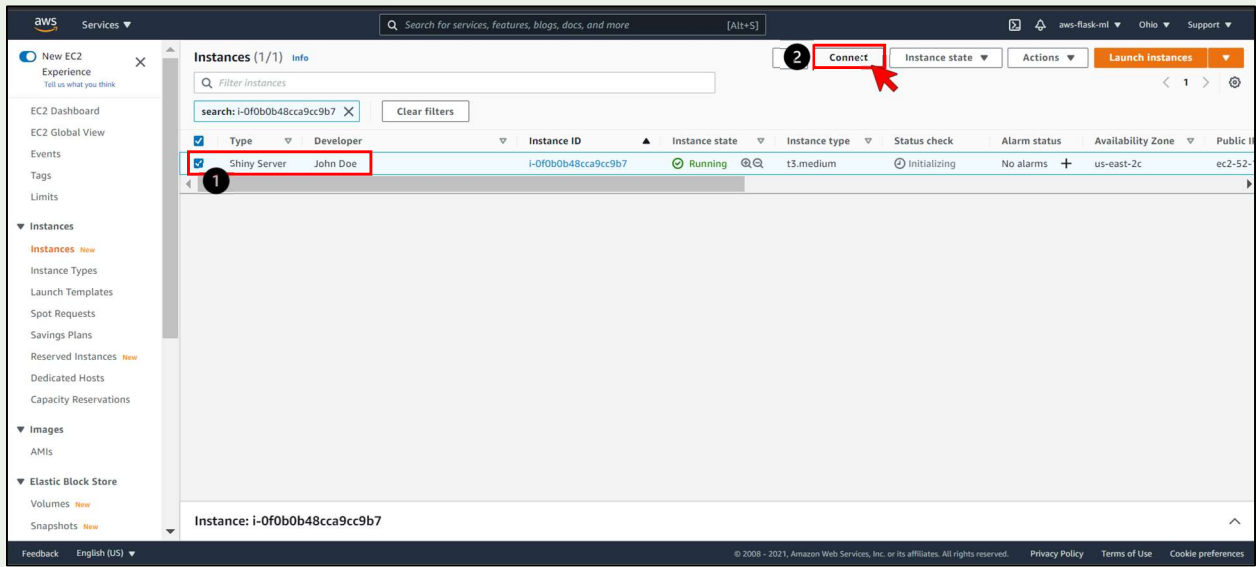 aws Services ▼ Search for services, features, blogs, docs, and more [Alt+S] aws-flask-ml ▼ Ohio ▼ Support ▼
New EC2 Experience
Tell us what you think
EC2 Dashboard
EC2 Global View
Events
Tags
Limits
▼ Instances
Instances New
Instance Types
Launch Templates
Spot Requests
Savings Plans
Reserved Instances New
Dedicated Hosts
Capacity Reservations
▼ Images
AMIs
▼ Elastic Block Store
Volumes New
Snapshots New
Instances (1/1) Info
2 Connect Instance state ▼ Actions ▼ Launch instances ▼
Filter instances
< 1 >
search: i-0f0b0b48cca9cc9b7 X Clear filters
Type Developer Instance ID ▲ Instance state Instance type Status check Alarm status Availability Zone Public
Shiny Server John Doe i-0f0b0b48cca9cc9b7 Running t3.medium Initializing No alarms + us-east-2c ec2-52-
1
Instance: i-0f0b0b48cca9cc9b7
Feedback English (US) ▼ © 2008 - 2021, Amazon Web Services, Inc. or its affiliates. All rights reserved. Privacy Policy Terms of Use Cookie preferences